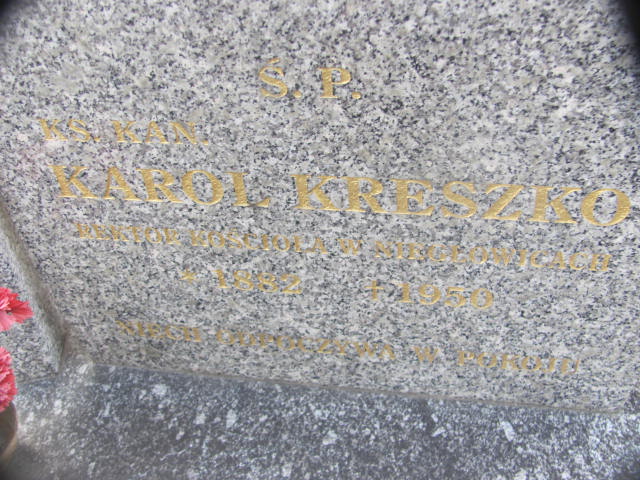 Ś. P.
KS. KAN.
KAROL KRESZKO
REKTOR KOŚCIOŁA W NIEGŁOWICACH
* 1882 † 1950
NIECH ODPOCZYWA W POKOJU!